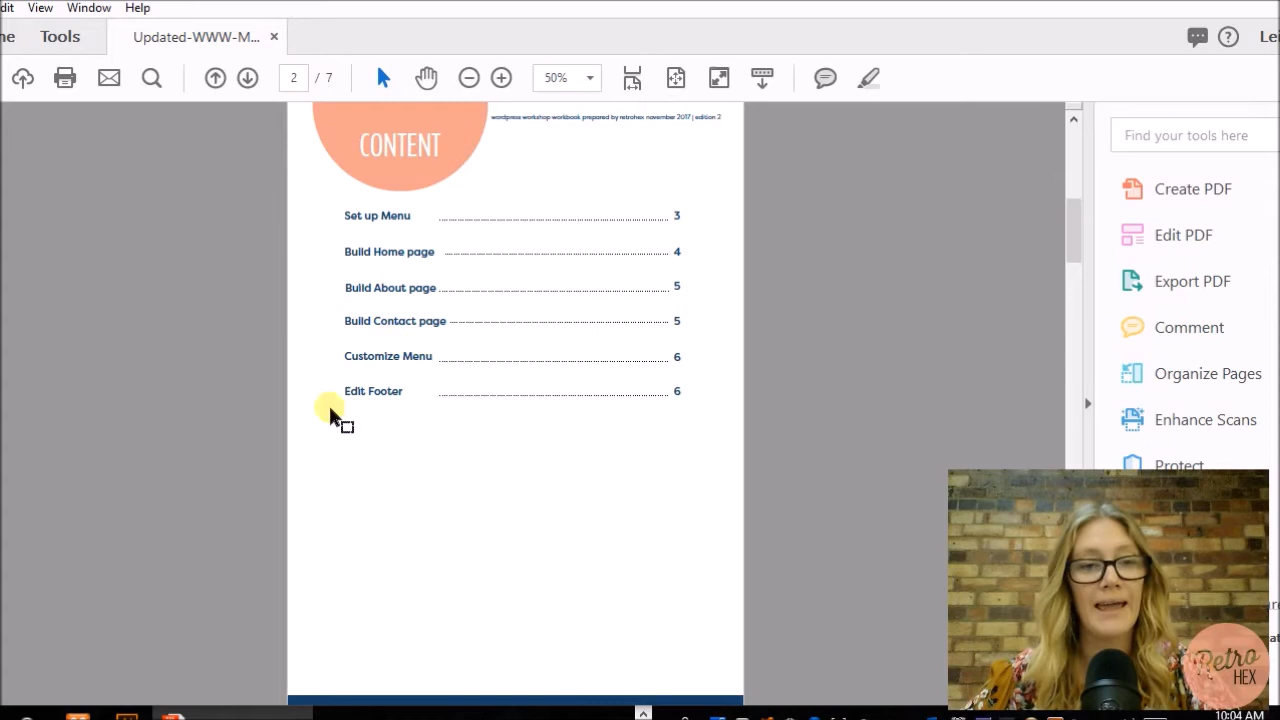 dit View Window Help
me Tools Updated-WWW-M... × Lei
2 / 7 50%
wordpress workshop workbook prepared by retrohex november 2017 | edition 2
CONTENT
Set up Menu 3
Build Home page 4
Build About page 5
Build Contact page 5
Customize Menu 6
Edit Footer 6
Find your tools here
Create PDF
Edit PDF
Export PDF
Comment
Organize Pages
Enhance Scans
Protect
Retro
HEX
10:04 AM